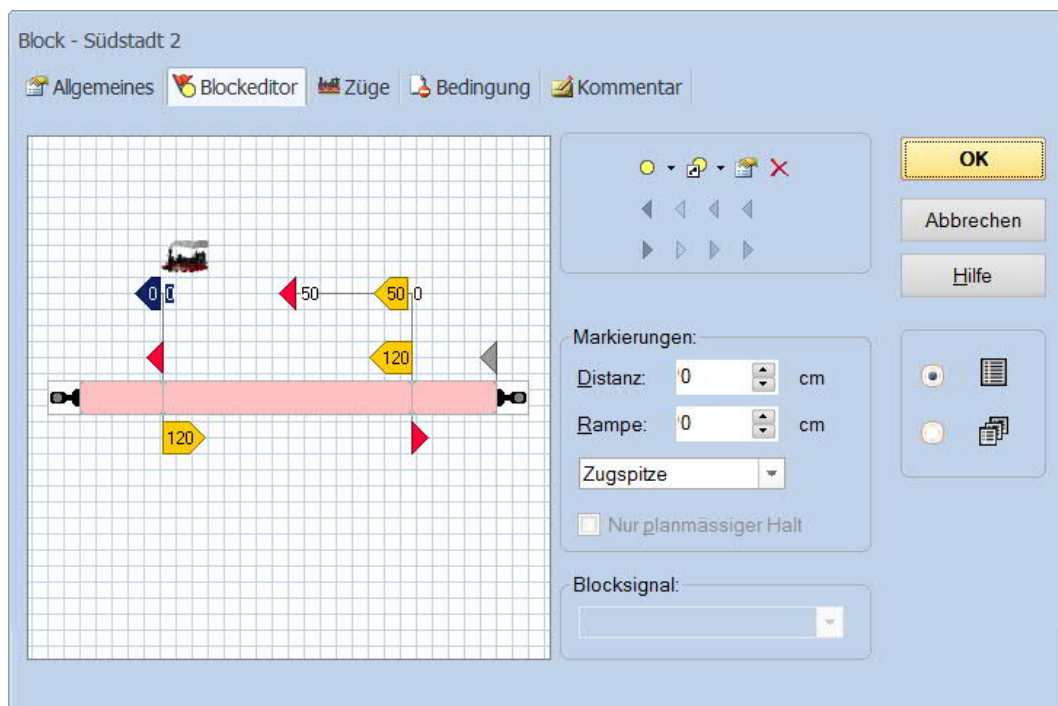 Block - Südstadt 2
Allgemeines Blockeditor Züge Bedingung Kommentar
OK
Abbrechen
Hilfe
0 0 50 50 0
120
120
Markierungen:
Distanz: 0 cm
Rampe: 0 cm
Zugspitze
Nur planmässiger Halt
Blocksignal: